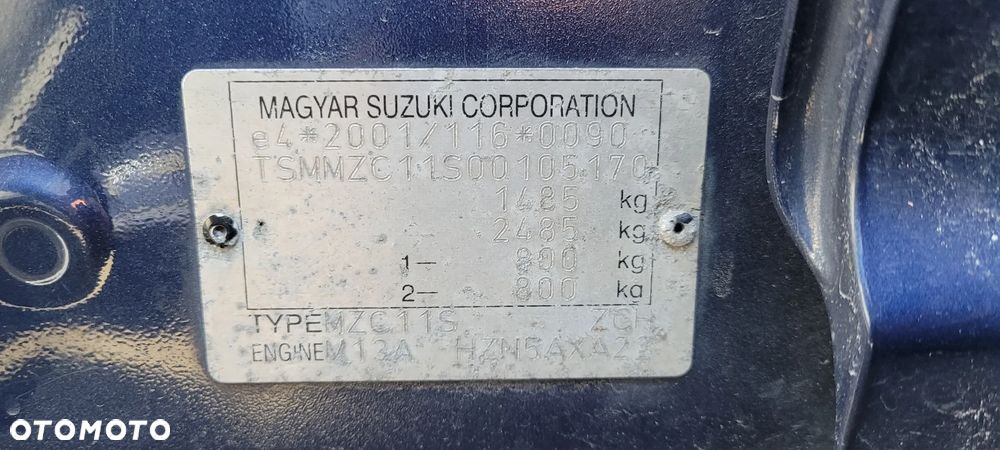 MAGYAR SUZUKI CORPORATION
e4*2001/116*0090
TSMMZC11S00105170
1485 kg
2485 kg
1– 800 kg
2– 800 kg
TYPE MZC11S ZCH
ENGINE M13A HZN5AXA22
OTOMOTO